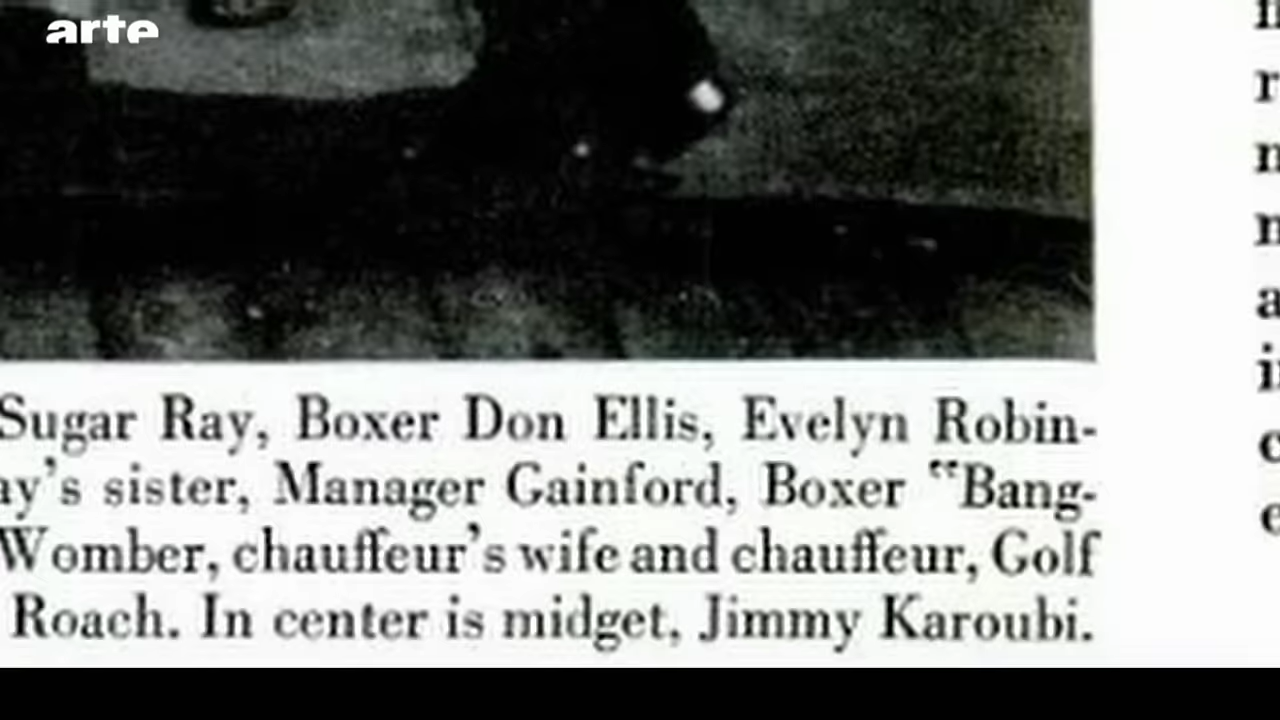 arte
Sugar Ray, Boxer Don Ellis, Evelyn Robin-
ay's sister, Manager Gainford, Boxer "Bang-
Womber, chauffeur's wife and chauffeur, Golf
Roach. In center is midget, Jimmy Karoubi.